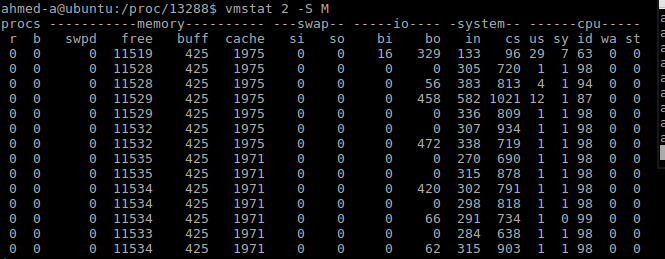 ahmed-a@ubuntu:/proc/13288$ vmstat 2 -S M
procs -----------memory---------- ---swap-- -----io---- -system-- ------cpu-----
 r  b   swpd   free   buff  cache   si   so    bi    bo   in   cs us sy id wa st
 0  0      0  11519    425   1975    0    0    16   329  133   96 29  7 63  0  0
 0  0      0  11528    425   1975    0    0     0     0  305  720  1  1 98  0  0
 0  0      0  11528    425   1975    0    0     0    56  383  813  4  1 94  0  0
 0  0      0  11529    425   1975    0    0     0   458  582 1021 12  1 87  0  0
 0  0      0  11529    425   1975    0    0     0     0  336  809  1  1 98  0  0
 0  0      0  11532    425   1975    0    0     0     0  307  934  1  1 98  0  0
 0  0      0  11532    425   1975    0    0     0   472  338  719  1  1 98  0  0
 0  0      0  11535    425   1971    0    0     0     0  270  690  1  1 98  0  0
 0  0      0  11535    425   1971    0    0     0     0  315  878  1  1 98  0  0
 0  0      0  11534    425   1971    0    0     0   420  302  791  1  1 98  0  0
 0  0      0  11534    425   1971    0    0     0     0  298  818  1  1 98  0  0
 0  0      0  11534    425   1971    0    0     0    66  291  734  1  0 99  0  0
 0  0      0  11533    425   1971    0    0     0     0  284  638  1  1 98  0  0
 0  0      0  11534    425   1971    0    0     0    62  315  903  1  1 98  0  0